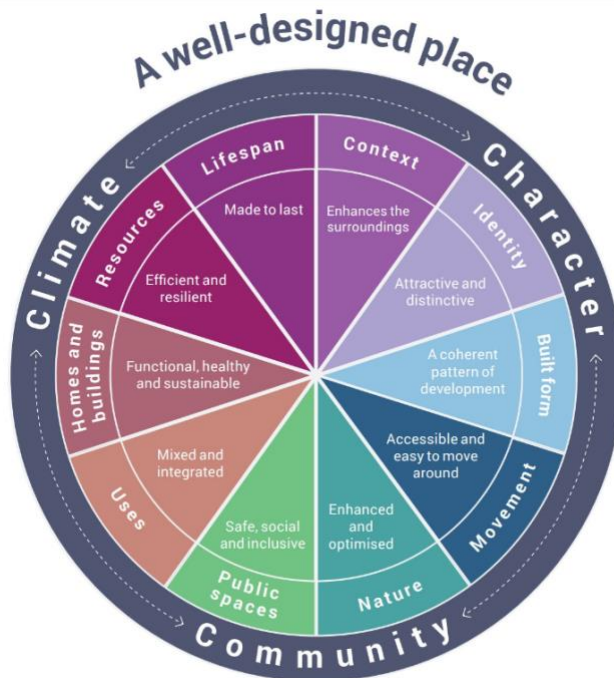 A well-designed place
Climate
Character
Community
Context
Enhances the
surroundings
Identity
Attractive and
distinctive
Built form
A coherent
pattern of
development
Movement
Accessible and
easy to move
around
Nature
Enhanced
and
optimised
Public
spaces
Safe, social
and inclusive
Uses
Mixed and
integrated
Homes and
buildings
Functional, healthy
and sustainable
Resources
Efficient and
resilient
Lifespan
Made to last